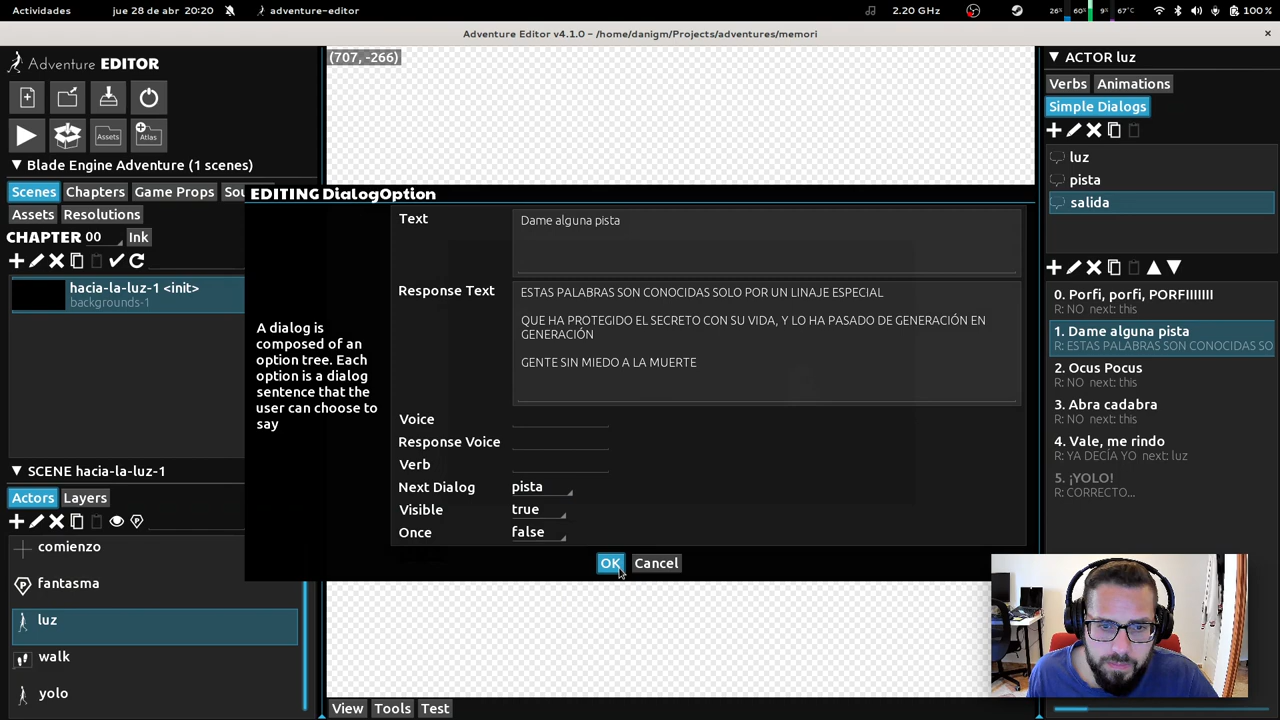 Actividades jue 28 de abr 20:20 adventure-editor 2.20 GHz 26% 60% 9% 67°C 100 %
Adventure Editor v4.1.0 - /home/danigm/Projects/adventures/memori ×
Adventure EDITOR
Assets
Atlas
Blade Engine Adventure (1 scenes)
Scenes Chapters Game Props Sou
Assets Resolutions
CHAPTER 00 Ink
hacia-la-luz-1 <init>
backgrounds-1
SCENE hacia-la-luz-1
Actors Layers
comienzo
fantasma
luz
walk
yolo
(707, -266)
EDITING DialogOption
A dialog is
composed of an
option tree. Each
option is a dialog
sentence that the
user can choose to
say
Text Dame alguna pista
Response Text ESTAS PALABRAS SON CONOCIDAS SOLO POR UN LINAJE ESPECIAL
QUE HA PROTEGIDO EL SECRETO CON SU VIDA, Y LO HA PASADO DE GENERACIÓN EN
GENERACIÓN
GENTE SIN MIEDO A LA MUERTE
Voice
Response Voice
Verb
Next Dialog pista
Visible true
Once false
OK Cancel
View Tools Test
ACTOR luz
Verbs Animations
Simple Dialogs
luz
pista
salida
0. Porfi, porfi, PORFIIIIIII
R: NO next: this
1. Dame alguna pista
R: ESTAS PALABRAS SON CONOCIDAS SO
2. Ocus Pocus
R: NO next: this
3. Abra cadabra
R: NO next: this
4. Vale, me rindo
R: YA DECÍA YO next: luz
5. ¡YOLO!
R: CORRECTO...